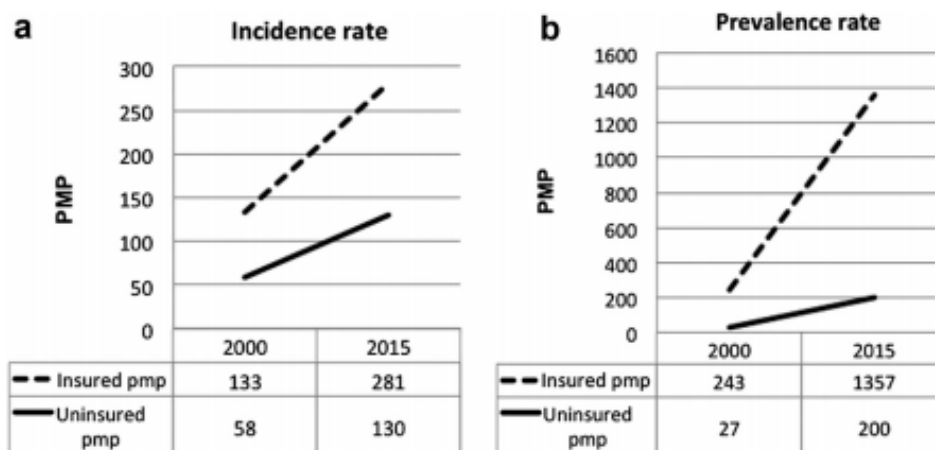 a
Incidence rate
300
250
200
150
100
50
0
PMP
2000 2015
Insured pmp 133 281
Uninsured pmp 58 130
b
Prevalence rate
1600
1400
1200
1000
800
600
400
200
0
PMP
2000 2015
Insured pmp 243 1357
Uninsured pmp 27 200